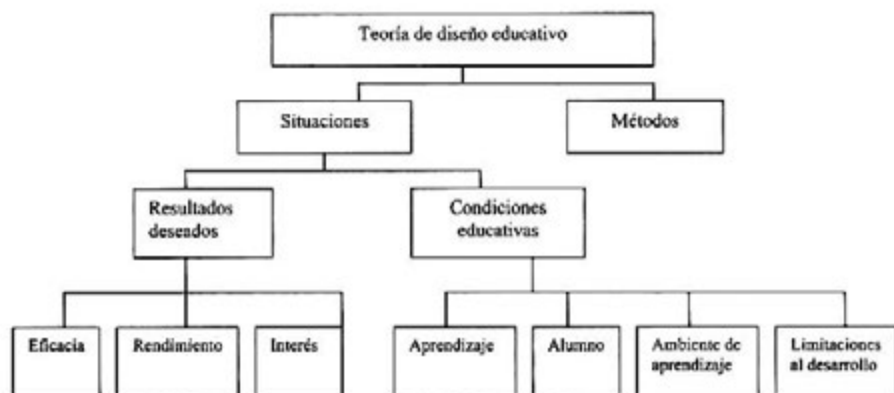 Teoría de diseño educativo
Situaciones
Métodos
Resultados
deseados
Condiciones
educativas
Eficacia
Rendimiento
Interés
Aprendizaje
Alumno
Ambiente de
aprendizaje
Limitaciones
al desarrollo